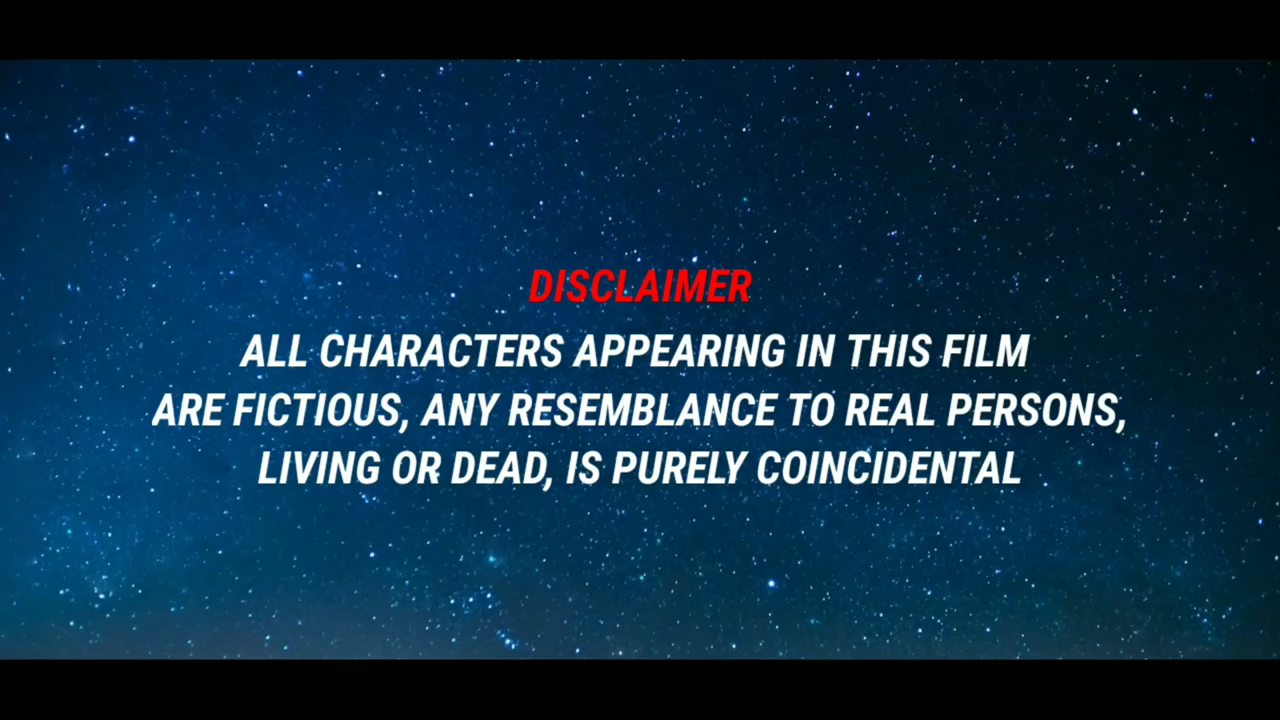 DISCLAIMER
ALL CHARACTERS APPEARING IN THIS FILM
ARE FICTIOUS, ANY RESEMBLANCE TO REAL PERSONS,
LIVING OR DEAD, IS PURELY COINCIDENTAL